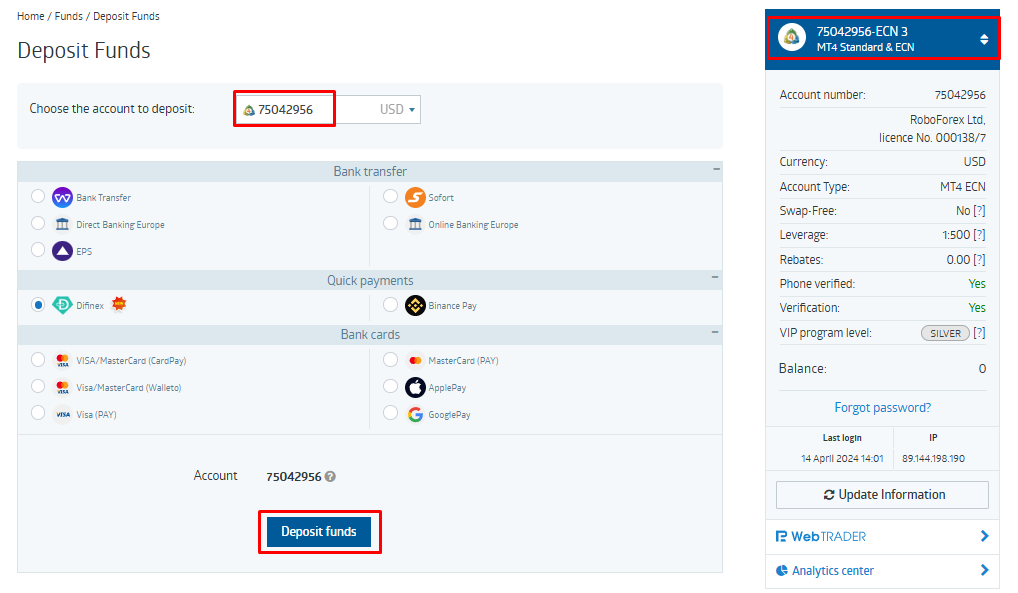 Home / Funds / Deposit Funds
Deposit Funds
Choose the account to deposit:
75042956
USD
Bank transfer
Bank Transfer
Sofort
Direct Banking Europe
Online Banking Europe
EPS
Quick payments
Difinex
Binance Pay
Bank cards
VISA/MasterCard (CardPay)
MasterCard (PAY)
Visa/MasterCard (Walleto)
ApplePay
VISA
Visa (PAY)
GooglePay
Account 75042956 ?
Deposit funds
75042956-ECN 3
MT4 Standard & ECN
Account number: 75042956
RoboForex Ltd,
licence No. 000138/7
Currency: USD
Account Type: MT4 ECN
Swap-Free: No [?]
Leverage: 1:500 [?]
Rebates: 0.00 [?]
Phone verified: Yes
Verification: Yes
VIP program level: SILVER [?]
Balance: 0
Forgot password?
Last login IP
14 April 2024 14:01 89.144.198.190
Update Information
WebTRADER
Analytics center